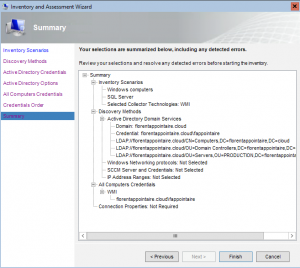 Inventory and Assessment Wizard
Summary
Inventory Scenarios
Discovery Methods
Active Directory Credentials
Active Directory Options
All Computers Credentials
Credentials Order
Summary
Your selections are summarized below, including any detected errors.
Review your selections and resolve any detected errors before starting the inventory.
Summary
Inventory Scenarios
Windows computers
SQL Server
Selected Collector Technologies: WMI
Discovery Methods
Active Directory Domain Services
Domain: florentappointaire.cloud
Credential: florentappointaire.cloud\fappointaire
LDAP://florentappointaire.cloud/CN=Computers,DC=florentappointaire,DC=cloud
LDAP://florentappointaire.cloud/OU=Domain Controllers,DC=florentappointaire,DC=
LDAP://florentappointaire.cloud/OU=Servers,OU=PRODUCTION,DC=florentappointaire,
Windows Networking protocols: Not Selected
SCCM Server and Credentials: Not Selected
IP Address Ranges: Not Selected
All Computers Credentials
WMI
florentappointaire.cloud\fappointaire
Connection Properties: Not Required
< Previous
Next >
Finish
Cancel